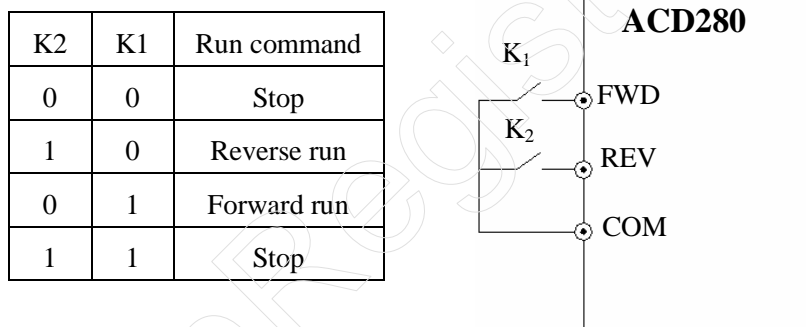 K2 K1 Run command
0 0 Stop
1 0 Reverse run
0 1 Forward run
1 1 Stop
ACD280
K₁
FWD
K₂
REV
COM